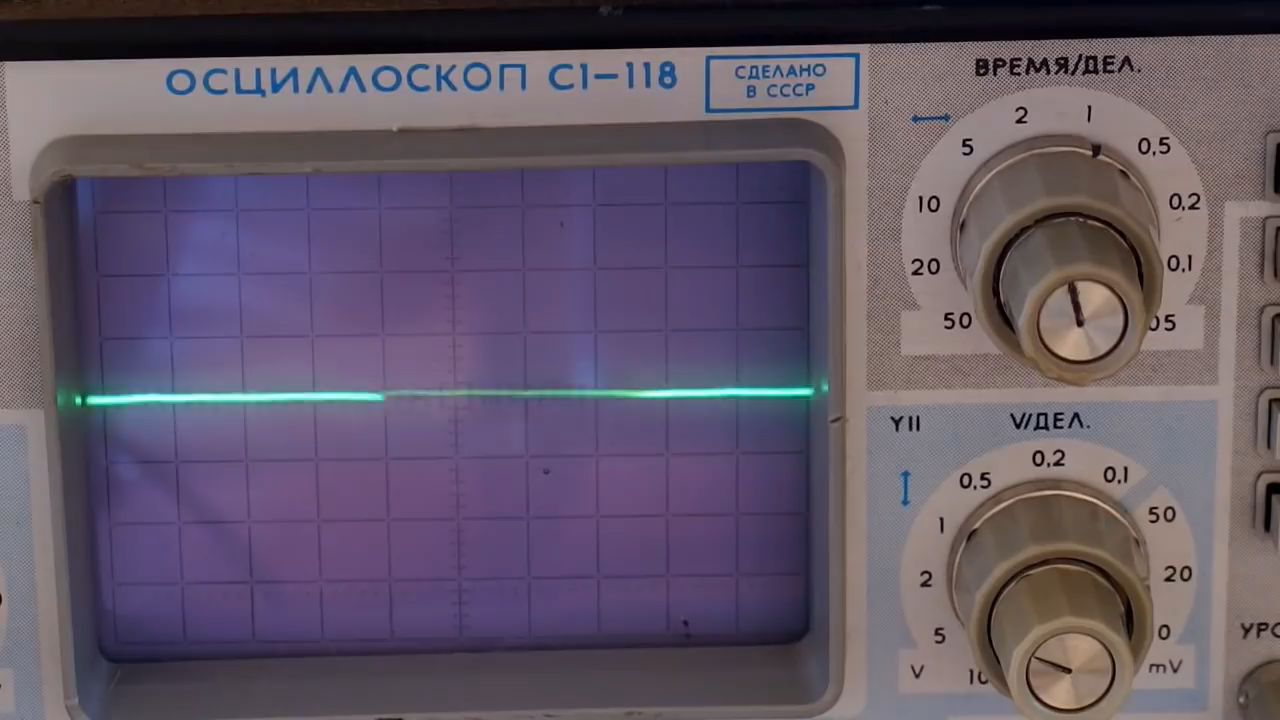 ОСЦИЛЛОСКОП С1-118
СДЕЛАНО
В СССР
ВРЕМЯ/ДЕЛ.
5 2 1 0,5
10 0,2
20 0,1
50 05
YII V/ДЕЛ.
0,5 0,2 0,1
1 50
2 20
5
V mV